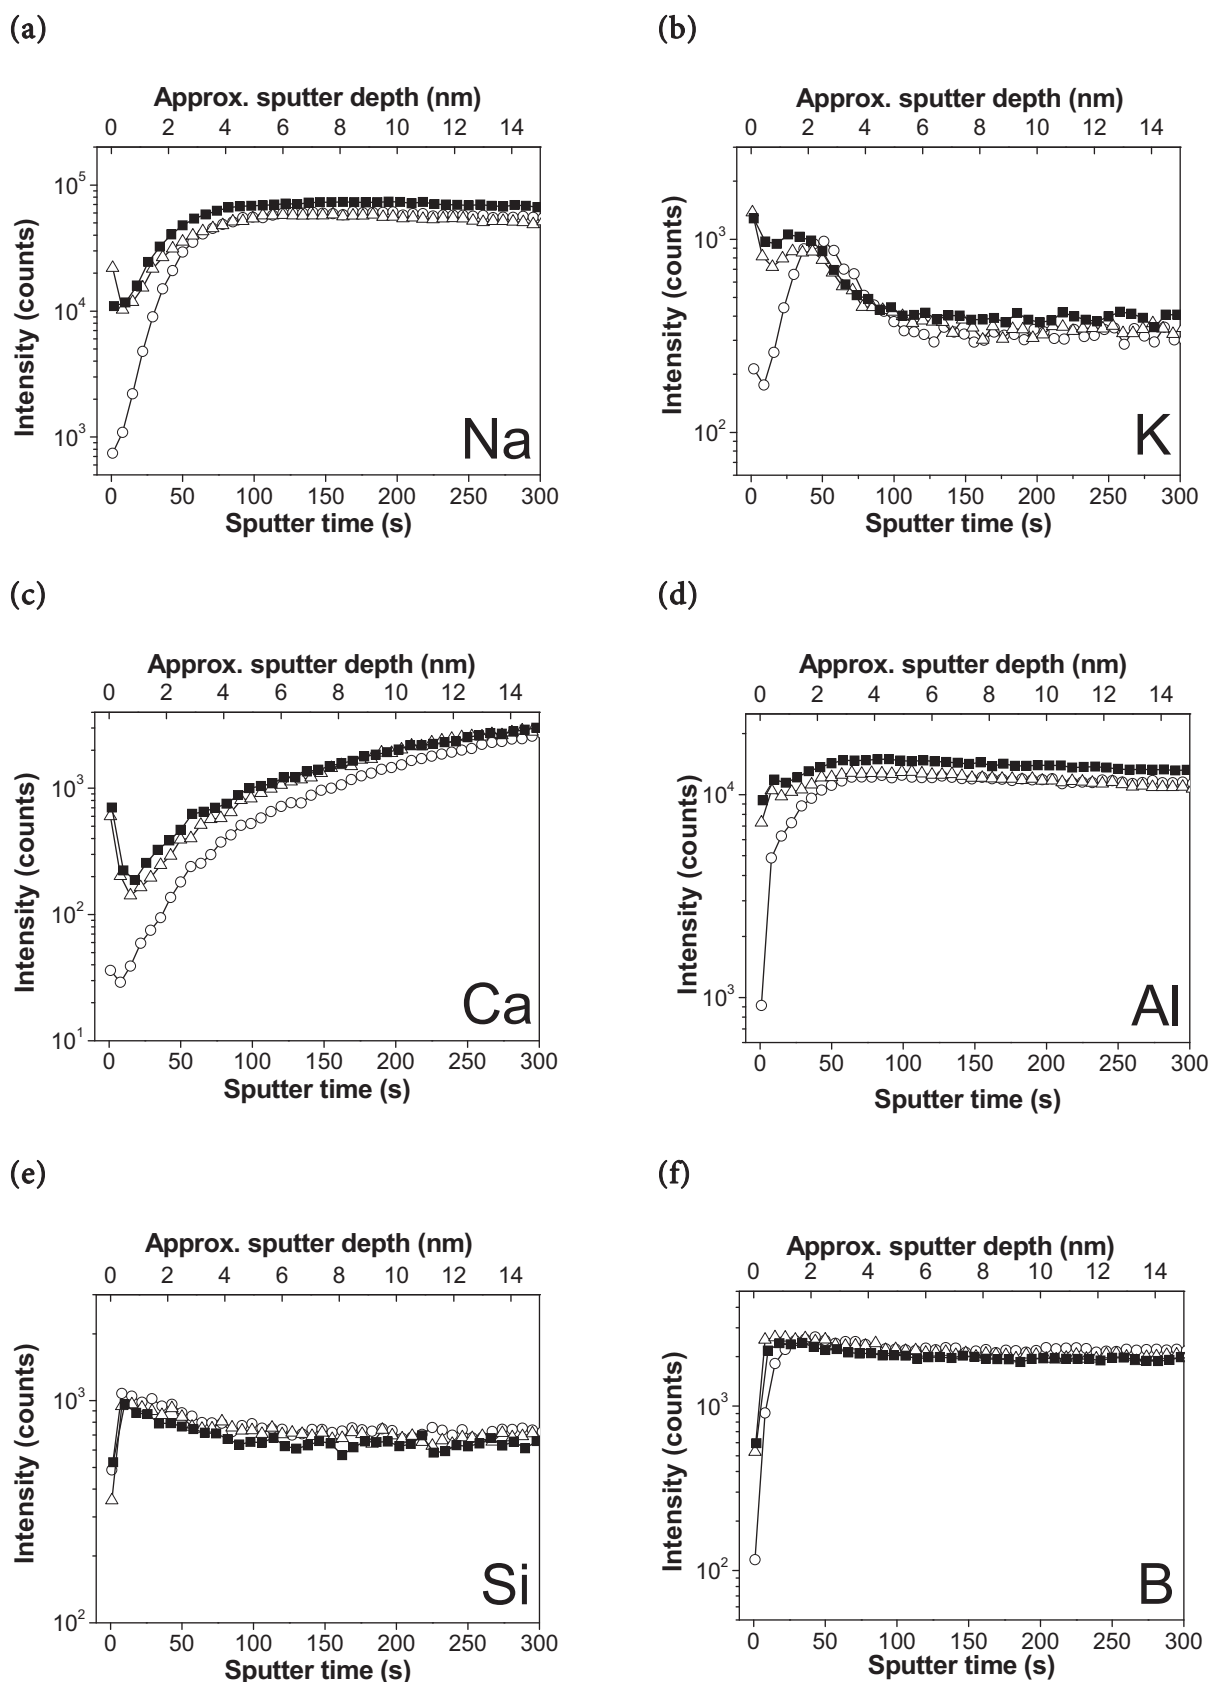 (a)
Approx. sputter depth (nm)
0 2 4 6 8 10 12 14
10^5
10^4
10^3
Intensity (counts)
Na
0 50 100 150 200 250 300
Sputter time (s)
(b)
Approx. sputter depth (nm)
0 2 4 6 8 10 12 14
10^3
10^2
Intensity (counts)
K
0 50 100 150 200 250 300
Sputter time (s)
(c)
Approx. sputter depth (nm)
0 2 4 6 8 10 12 14
10^3
10^2
10^1
Intensity (counts)
Ca
0 50 100 150 200 250 300
Sputter time (s)
(d)
Approx. sputter depth (nm)
0 2 4 6 8 10 12 14
10^4
10^3
Intensity (counts)
Al
0 50 100 150 200 250 300
Sputter time (s)
(e)
Approx. sputter depth (nm)
0 2 4 6 8 10 12 14
10^3
10^2
Intensity (counts)
Si
0 50 100 150 200 250 300
Sputter time (s)
(f)
Approx. sputter depth (nm)
0 2 4 6 8 10 12 14
10^3
10^2
Intensity (counts)
B
0 50 100 150 200 250 300
Sputter time (s)